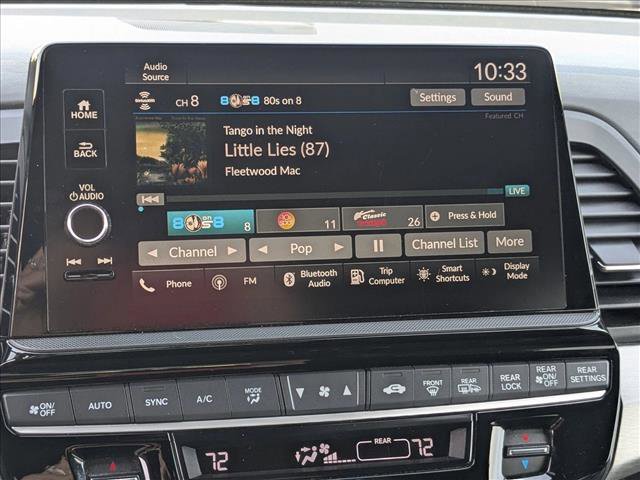 Audio Source
10:33
SiriusXM CH 8 80s on 8 Settings Sound
Featured CH
Tango in the Night
Little Lies (87)
Fleetwood Mac
LIVE
8 11 Classic 26 Press & Hold
Channel Pop Channel List More
Phone FM Bluetooth Audio Trip Computer Smart Shortcuts Display Mode
HOME
BACK
VOL
AUDIO
ON/OFF AUTO SYNC A/C MODE FRONT REAR REAR LOCK REAR ON/OFF REAR SETTINGS
72 REAR 72